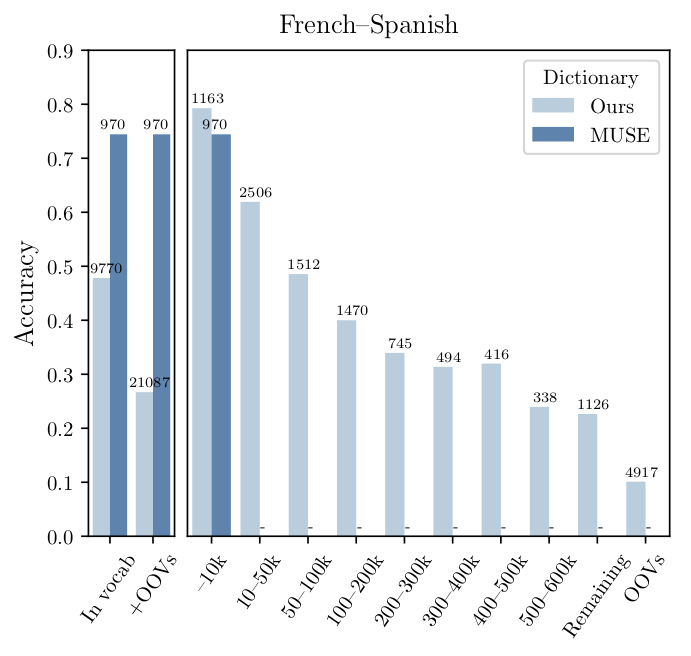 French–Spanish
Accuracy
0.9
0.8
0.7
0.6
0.5
0.4
0.3
0.2
0.1
0.0
970
970
9770
21087
1163
970
2506
1512
1470
745
494
416
338
1126
4917
- - - - - - - - -
Dictionary
Ours
MUSE
In vocab
+OOVs
–10k
10–50k
50–100k
100–200k
200–300k
300–400k
400–500k
500–600k
Remaining
OOVs